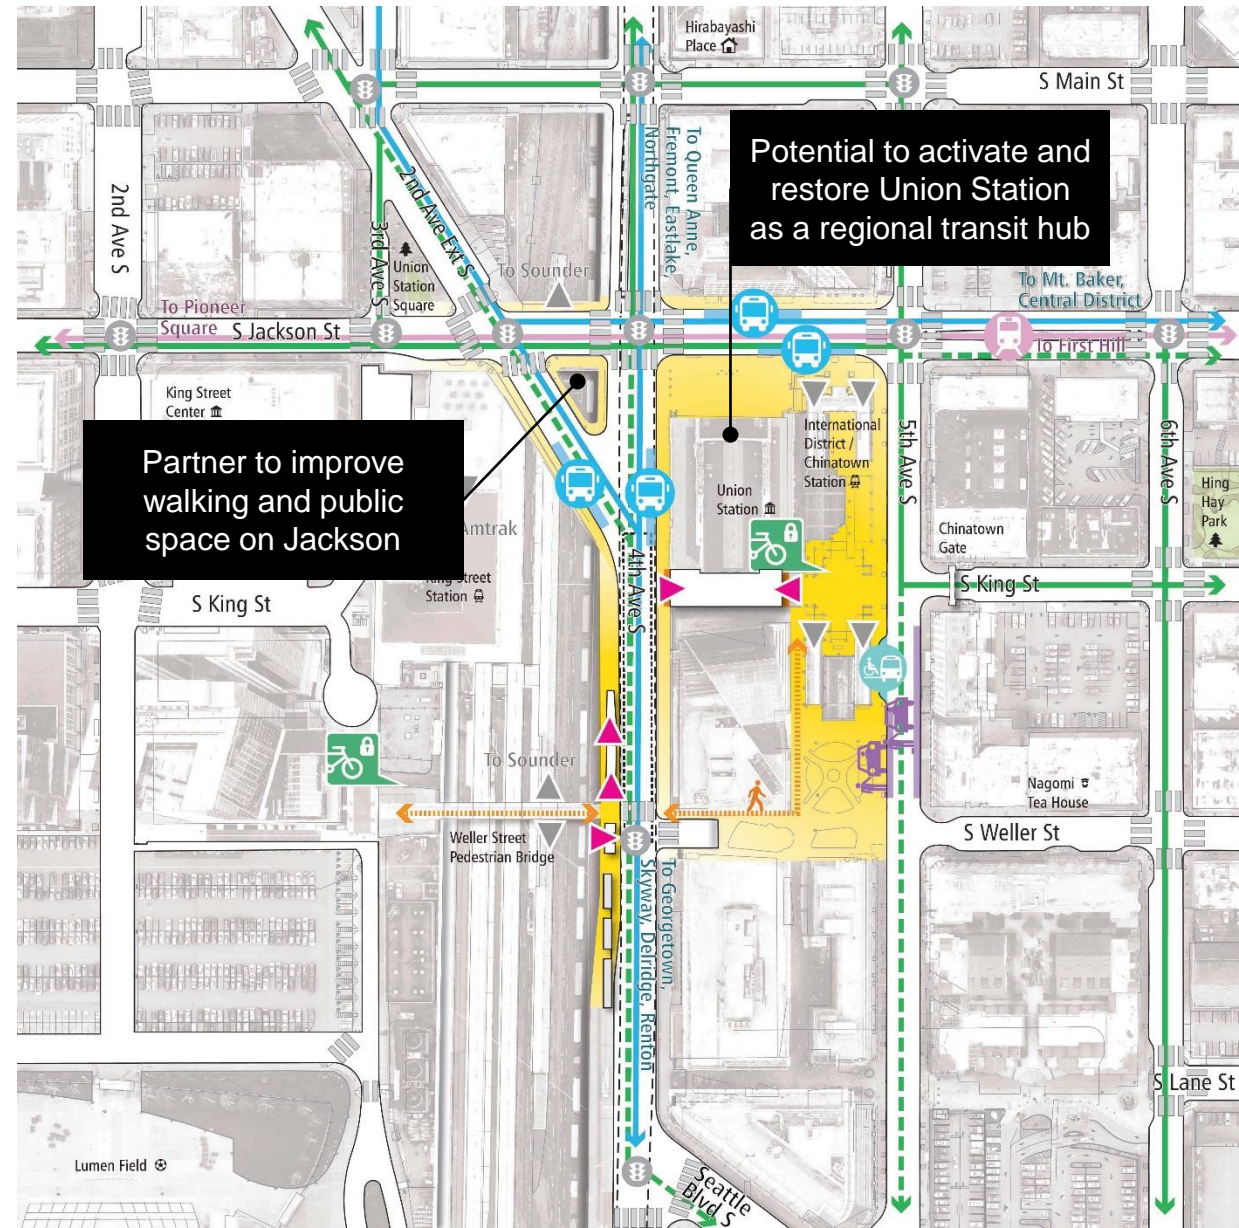 Hirabayashi
Place
S Main St
Potential to activate and
restore Union Station
as a regional transit hub
To Queen Anne,
Fremont, Eastlake,
Northgate
2nd Ave S
2nd Ave Ext S
3rd Ave S
Union
Station
Square
To Sounder
To Mt. Baker,
Central District
To Pioneer
Square
S Jackson St
To First Hill
King Street
Center
Partner to improve
walking and public
space on Jackson
International
District /
Chinatown
Station
5th Ave S
6th Ave S
Hing
Hay
Park
Union
Station
Amtrak
4th Ave S
Chinatown
Gate
King Street
Station
S King St
S King St
To Sounder
Nagomi
Tea House
Weller Street
Pedestrian Bridge
S Weller St
To Georgetown,
Skyway, Delridge, Renton
S Lane St
Lumen Field
Seattle
Blvd S